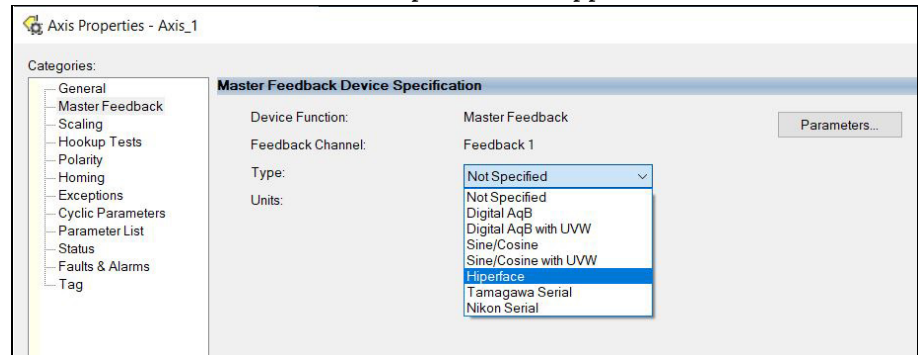 Axis Properties - Axis_1
Categories:
General
Master Feedback
Scaling
Hookup Tests
Polarity
Homing
Exceptions
Cyclic Parameters
Parameter List
Status
Faults & Alarms
Tag
Master Feedback Device Specification
Device Function: Master Feedback
Parameters...
Feedback Channel: Feedback 1
Type: Not Specified
Units:
Not Specified
Digital AqB
Digital AqB with UVW
Sine/Cosine
Sine/Cosine with UVW
Hiperface
Tamagawa Serial
Nikon Serial